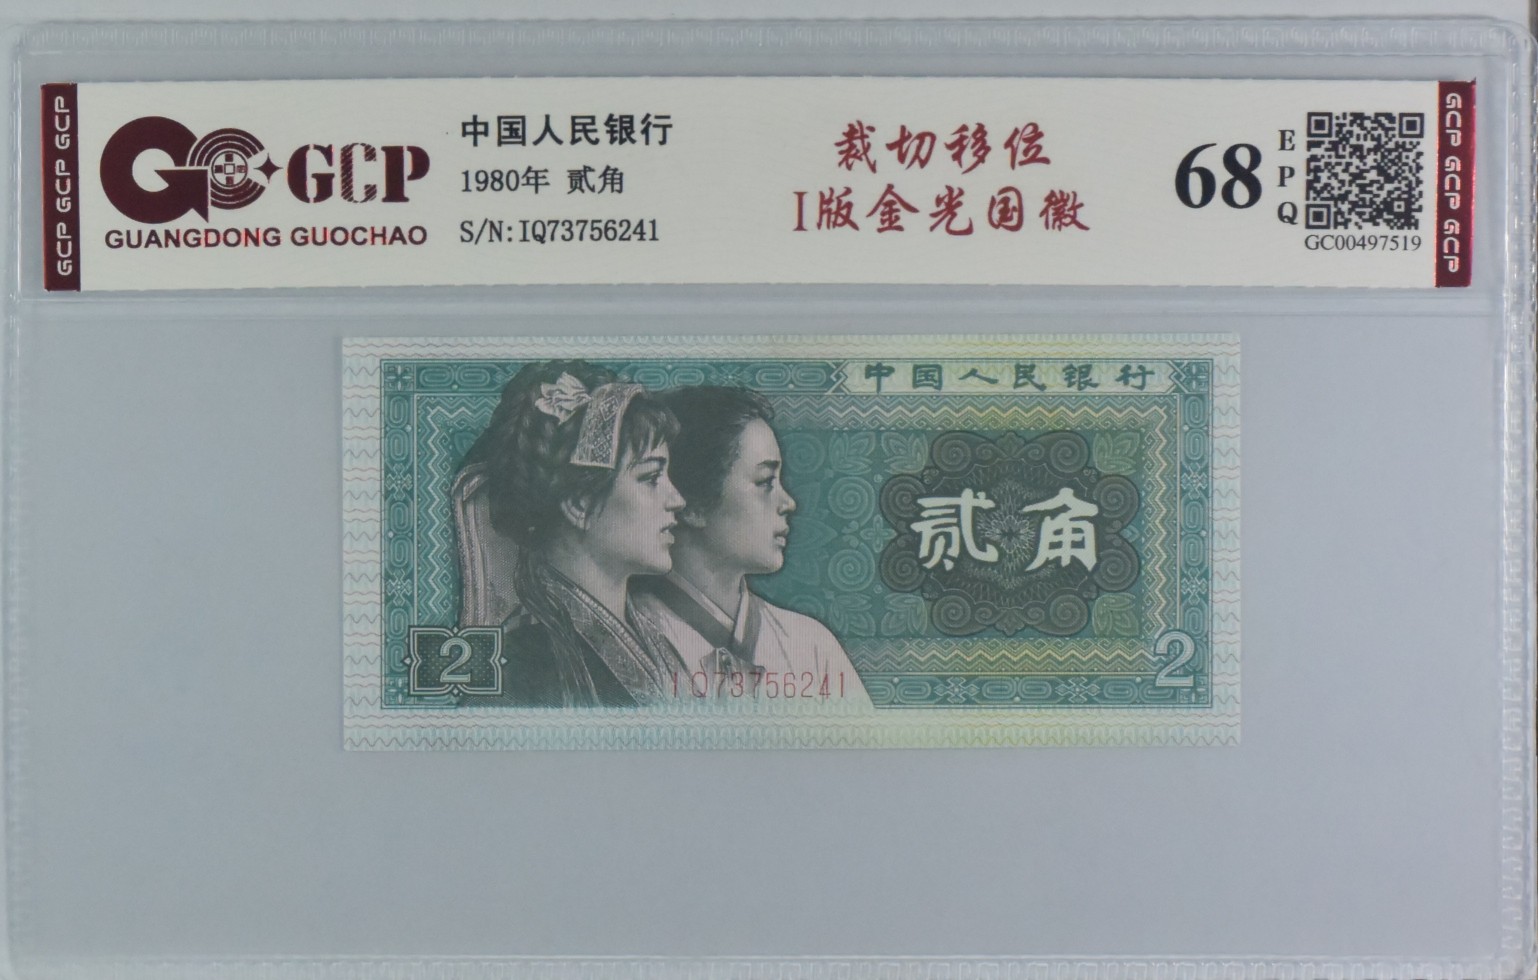 GCP GCP GCP
GCP
GUANGDONG GUOCHAO
中国人民银行
1980年 贰角
S/N:IQ73756241
裁切移位
I版金光国徽
68
EPQ
GC00497519
GCP GCP GCP
中国人民银行
贰角
2
IQ73756241
2